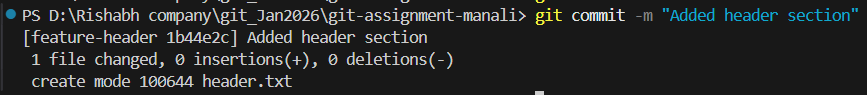 PS D:\Rishabh company\git_Jan2026\git-assignment-manali> git commit -m "Added header section"
[feature-header 1b44e2c] Added header section
 1 file changed, 0 insertions(+), 0 deletions(-)
 create mode 100644 header.txt